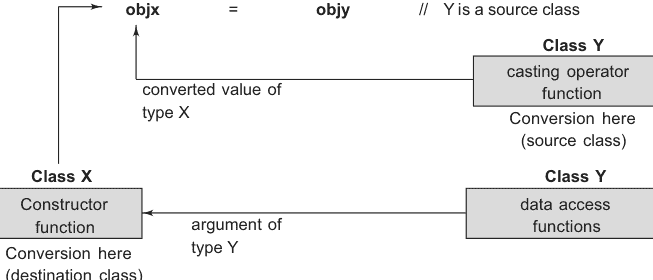 objx = objy // Y is a source class
Class Y
casting operator
function
converted value of
type X
Conversion here
(source class)
Class X
Class Y
Constructor
function
data access
functions
argument of
type Y
Conversion here
(destination class)